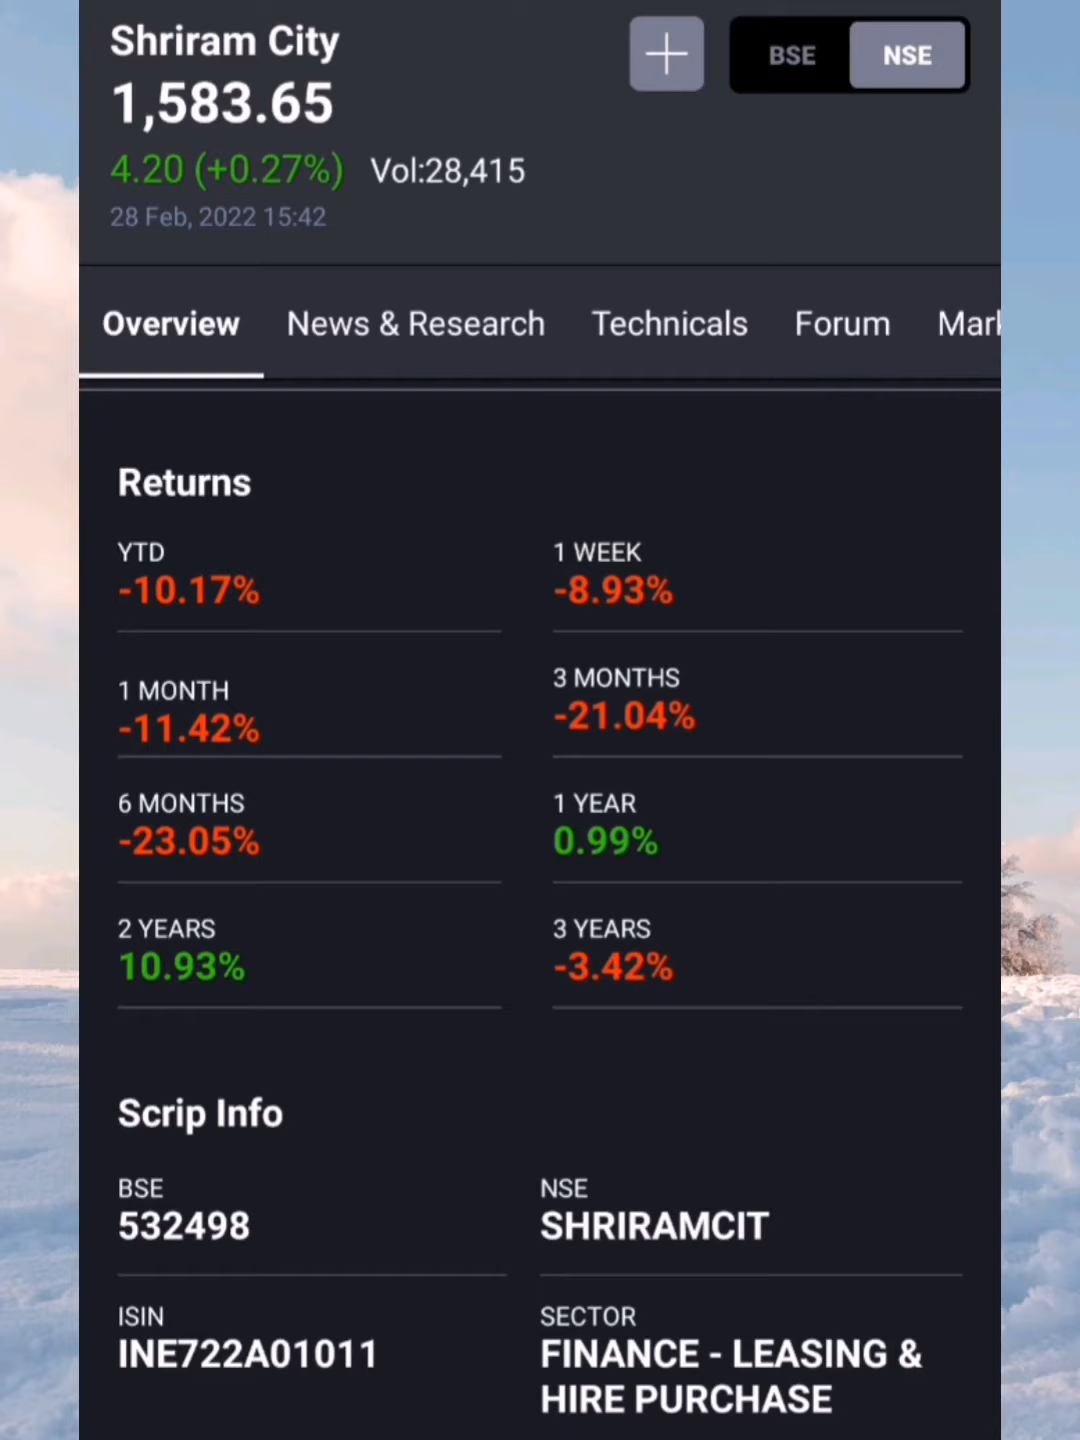 Shriram City
BSE
NSE
1,583.65
4.20 (+0.27%)
Vol:28,415
28 Feb, 2022 15:42
Overview
News & Research
Technicals
Forum
Mar
Returns
YTD
-10.17%
1 WEEK
-8.93%
1 MONTH
-11.42%
3 MONTHS
-21.04%
6 MONTHS
-23.05%
1 YEAR
0.99%
2 YEARS
10.93%
3 YEARS
-3.42%
Scrip Info
BSE
532498
NSE
SHRIRAMCIT
ISIN
INE722A01011
SECTOR
FINANCE - LEASING &
HIRE PURCHASE